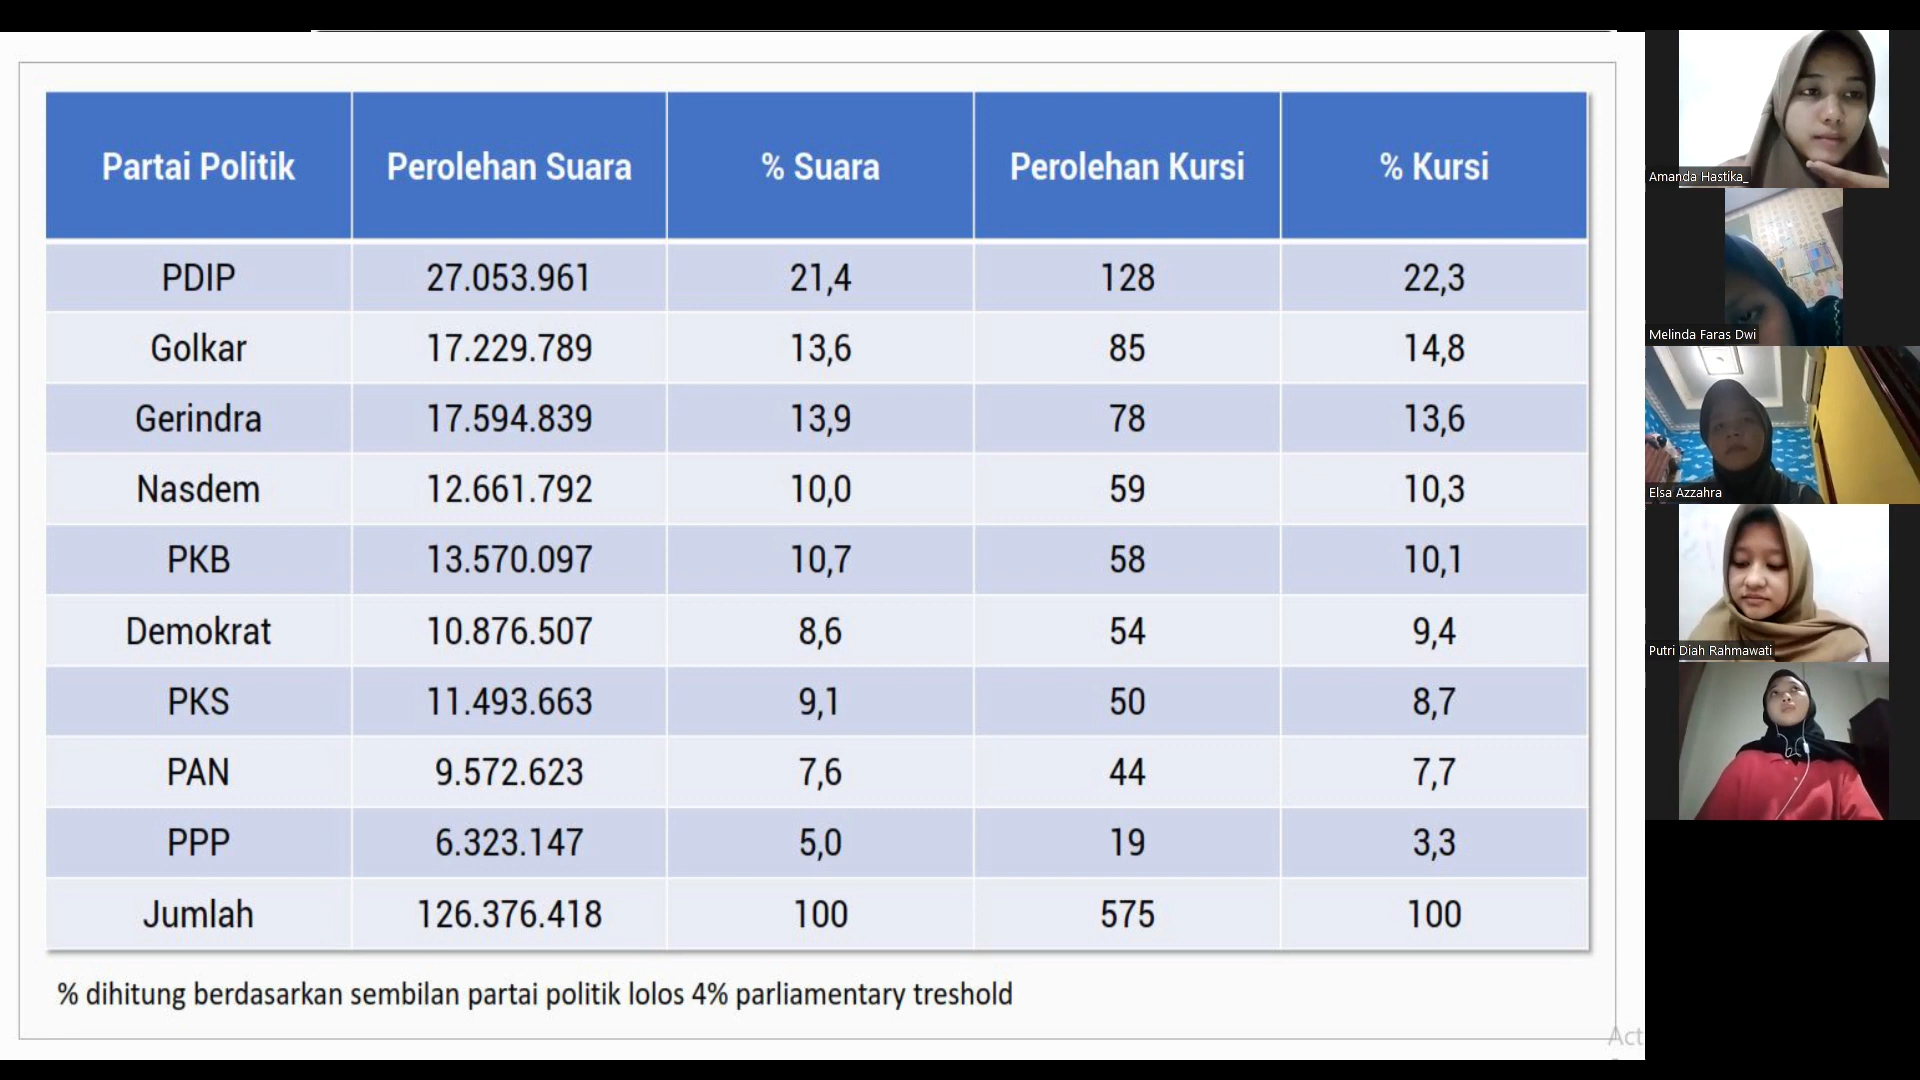 Partai Politik Perolehan Suara % Suara Perolehan Kursi % Kursi
PDIP 27.053.961 21,4 128 22,3
Golkar 17.229.789 13,6 85 14,8
Gerindra 17.594.839 13,9 78 13,6
Nasdem 12.661.792 10,0 59 10,3
PKB 13.570.097 10,7 58 10,1
Demokrat 10.876.507 8,6 54 9,4
PKS 11.493.663 9,1 50 8,7
PAN 9.572.623 7,6 44 7,7
PPP 6.323.147 5,0 19 3,3
Jumlah 126.376.418 100 575 100
% dihitung berdasarkan sembilan partai politik lolos 4% parliamentary treshold
Act
Amanda Hastika_
Melinda Faras Dwi
Elsa Azzahra
Putri Diah Rahmawati